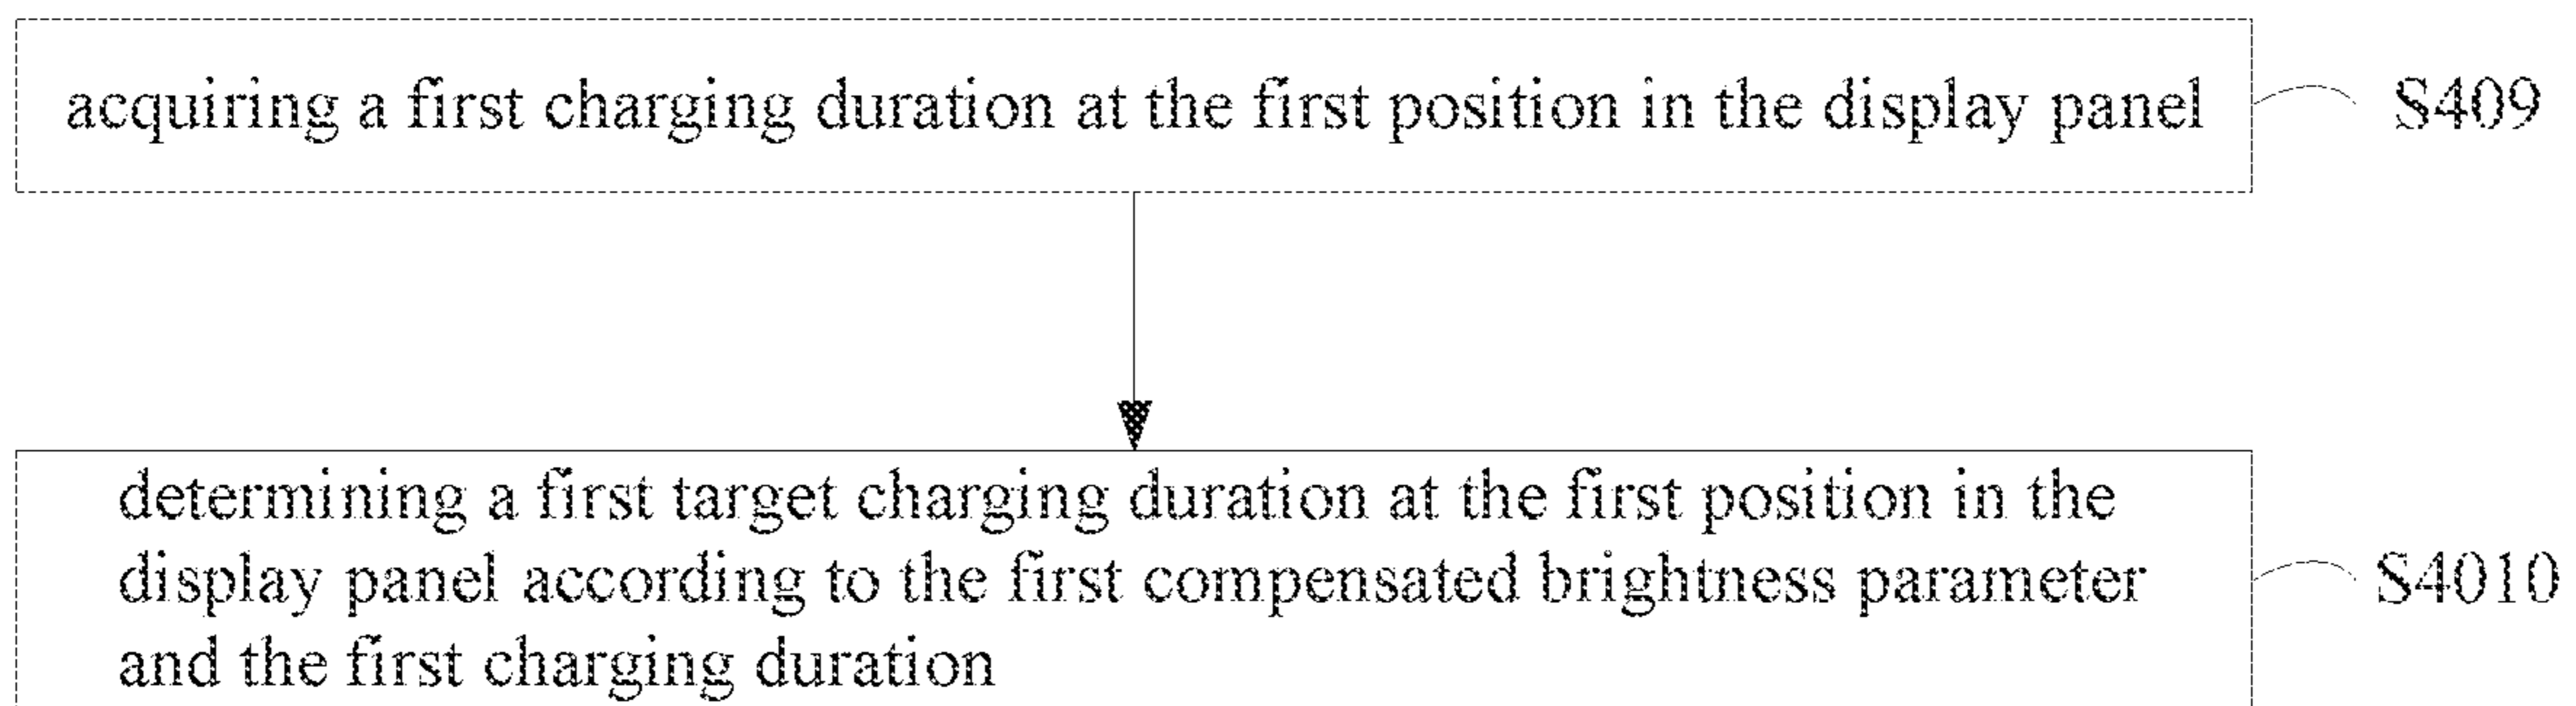 acquiring a first charging duration at the first position in the display panel
S409
determining a first target charging duration at the first position in the
display panel according to the first compensated brightness parameter
and the first charging duration
S4010